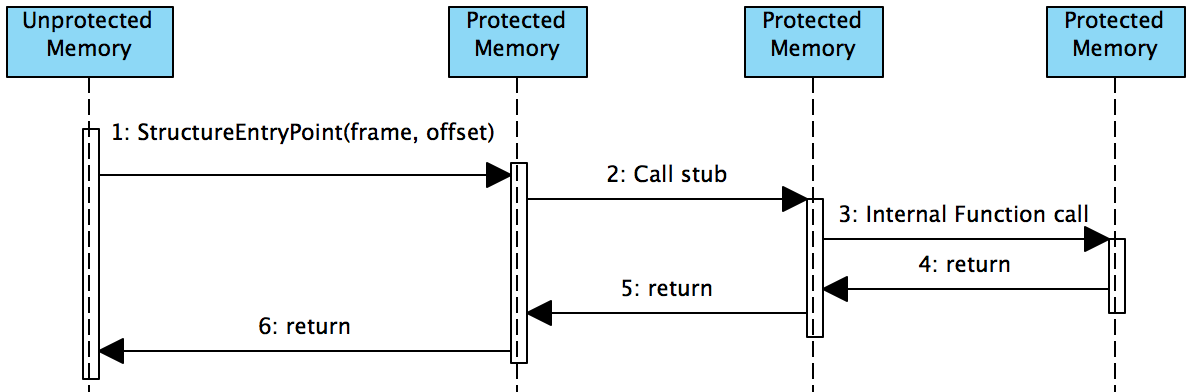 Unprotected
Memory
Protected
Memory
Protected
Memory
Protected
Memory
1: StructureEntryPoint(frame, offset)
2: Call stub
3: Internal Function call
4: return
5: return
6: return